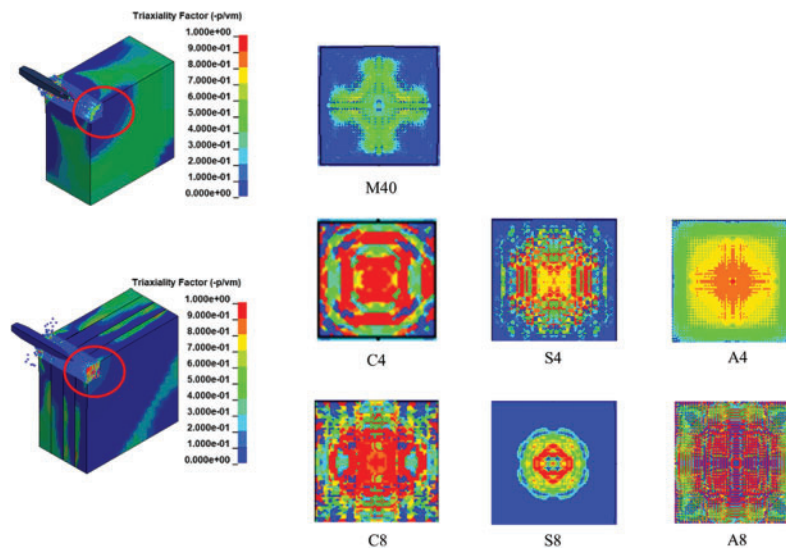 Triaxiality Factor (-p/vm)
1.000e+00
9.000e-01
8.000e-01
7.000e-01
6.000e-01
5.000e-01
4.000e-01
3.000e-01
2.000e-01
1.000e-01
0.000e+00
M40
C4
S4
A4
Triaxiality Factor (-p/vm)
1.000e+00
9.000e-01
8.000e-01
7.000e-01
6.000e-01
5.000e-01
4.000e-01
3.000e-01
2.000e-01
1.000e-01
0.000e+00
C8
S8
A8